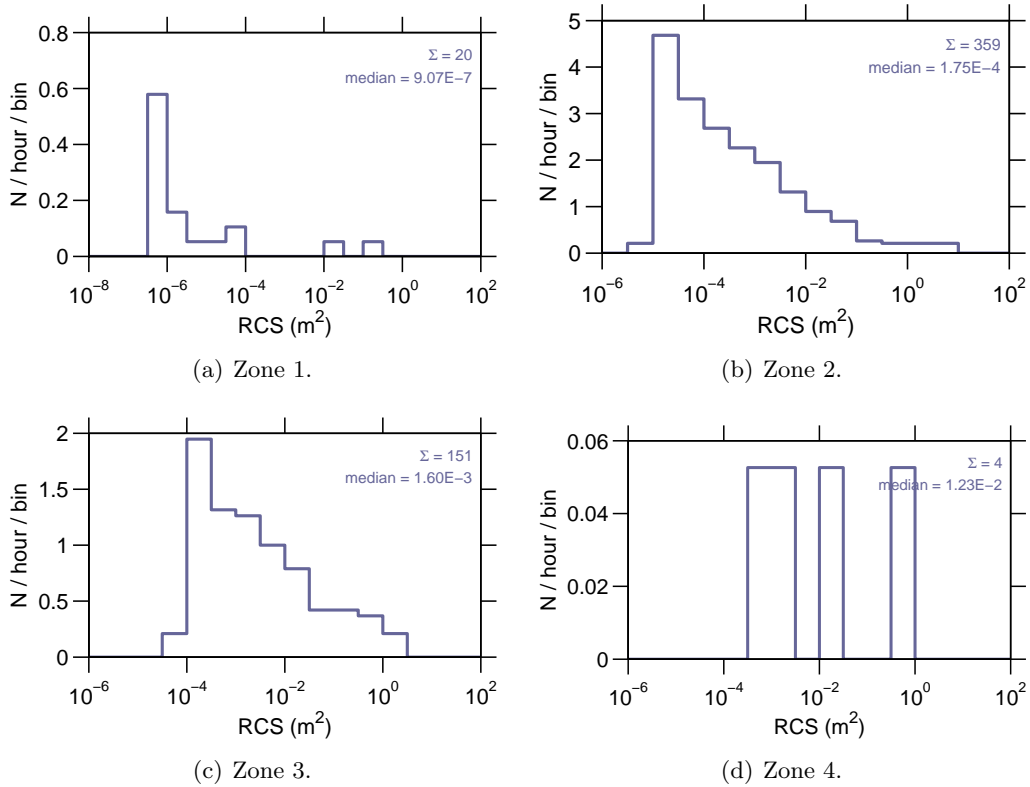 0.8
0.6
0.4
0.2
0
N / hour / bin
Σ = 20
median = 9.07E−7
10^−8 10^−6 10^−4 10^−2 10^0 10^2
RCS (m^2)
(a) Zone 1.
5
4
3
2
1
0
N / hour / bin
Σ = 359
median = 1.75E−4
10^−6 10^−4 10^−2 10^0 10^2
RCS (m^2)
(b) Zone 2.
2
1.5
1
0.5
0
N / hour / bin
Σ = 151
median = 1.60E−3
10^−6 10^−4 10^−2 10^0 10^2
RCS (m^2)
(c) Zone 3.
0.06
0.04
0.02
0
N / hour / bin
Σ = 4
median = 1.23E−2
10^−6 10^−4 10^−2 10^0 10^2
RCS (m^2)
(d) Zone 4.